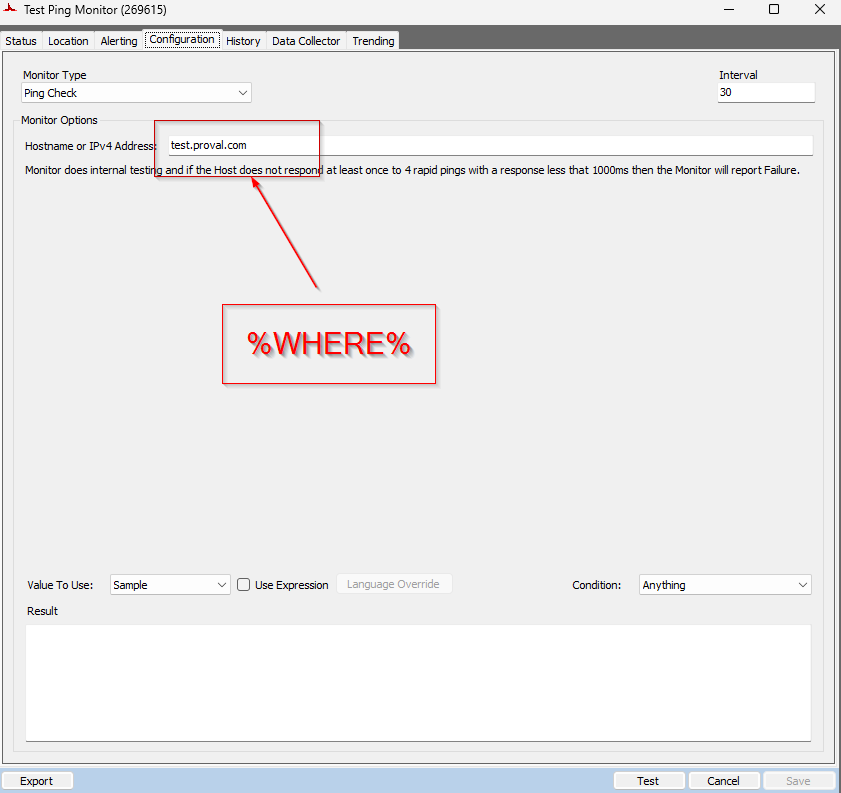 Test Ping Monitor (269615)
Status Location Alerting Configuration History Data Collector Trending
Monitor Type
Interval
Ping Check
30
Monitor Options
Hostname or IPv4 Address: test.proval.com
Monitor does internal testing and if the Host does not respond at least once to 4 rapid pings with a response less that 1000ms then the Monitor will report Failure.
%WHERE%
Value To Use: Sample Use Expression Language Override Condition: Anything
Result
Export Test Cancel Save